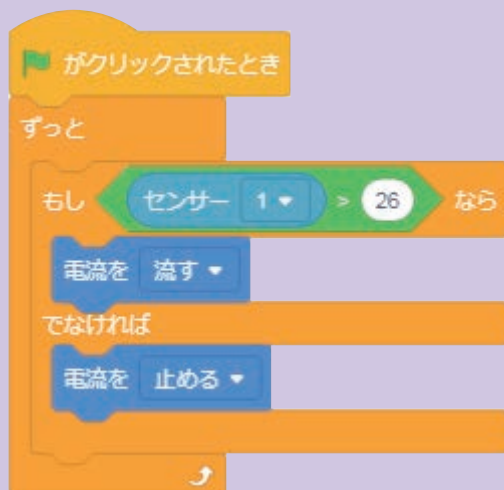 がクリックされたとき
ずっと
もし センサー 1 > 26 なら
電流を 流す
でなければ
電流を 止める